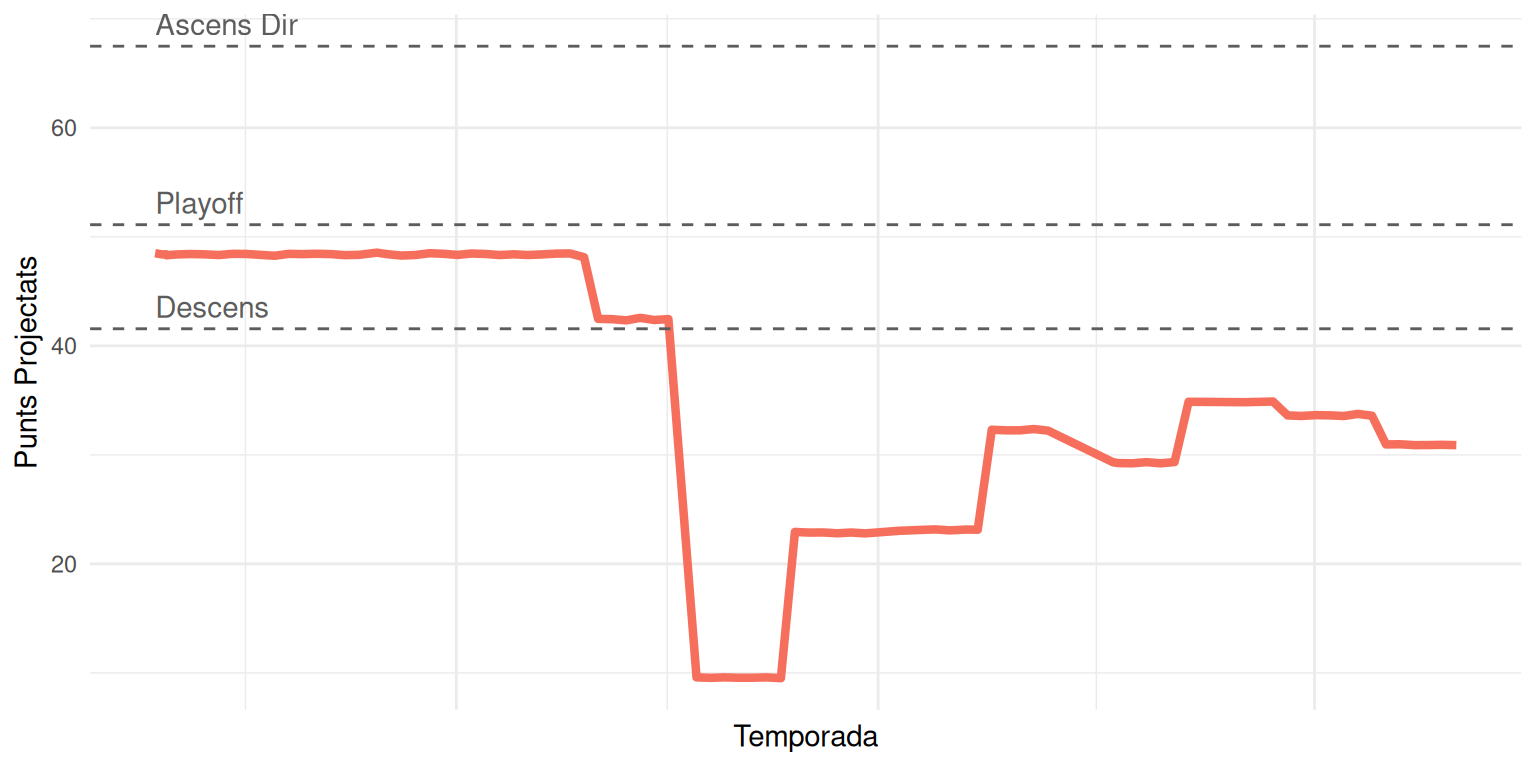 Ascens Dir
60
Playoff
Descens
40
20
Punts Projectats
Temporada